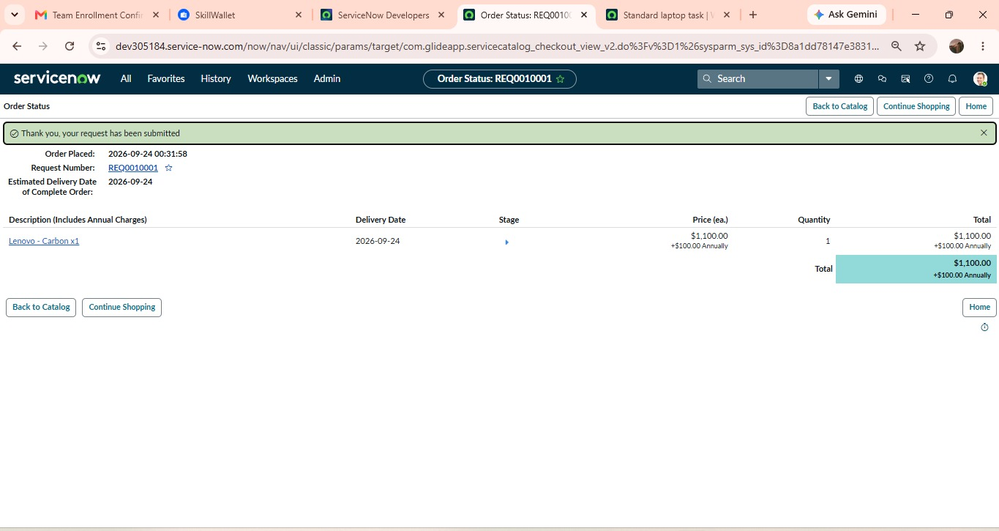 Team Enrollment Confir
SkillWallet
ServiceNow Developers
Order Status: REQ0010
Standard laptop task |
Ask Gemini
dev305184.service-now.com/now/nav/ui/classic/params/target/com.glideapp.servicecatalog_checkout_view_v2.do%3Fv%3D1%26sysparm_sys_id%3D8a1dd78147e3831...
servicenow All Favorites History Workspaces Admin Order Status: REQ0010001 Search
Order Status Back to Catalog Continue Shopping Home
Thank you, your request has been submitted
Order Placed: 2026-09-24 00:31:58
Request Number: REQ0010001
Estimated Delivery Date 2026-09-24
of Complete Order:
Description (Includes Annual Charges) Delivery Date Stage Price (ea.) Quantity Total
Lenovo - Carbon x1 2026-09-24 $1,100.00 1 $1,100.00
+$100.00 Annually +$100.00 Annually
Total $1,100.00
+$100.00 Annually
Back to Catalog Continue Shopping Home